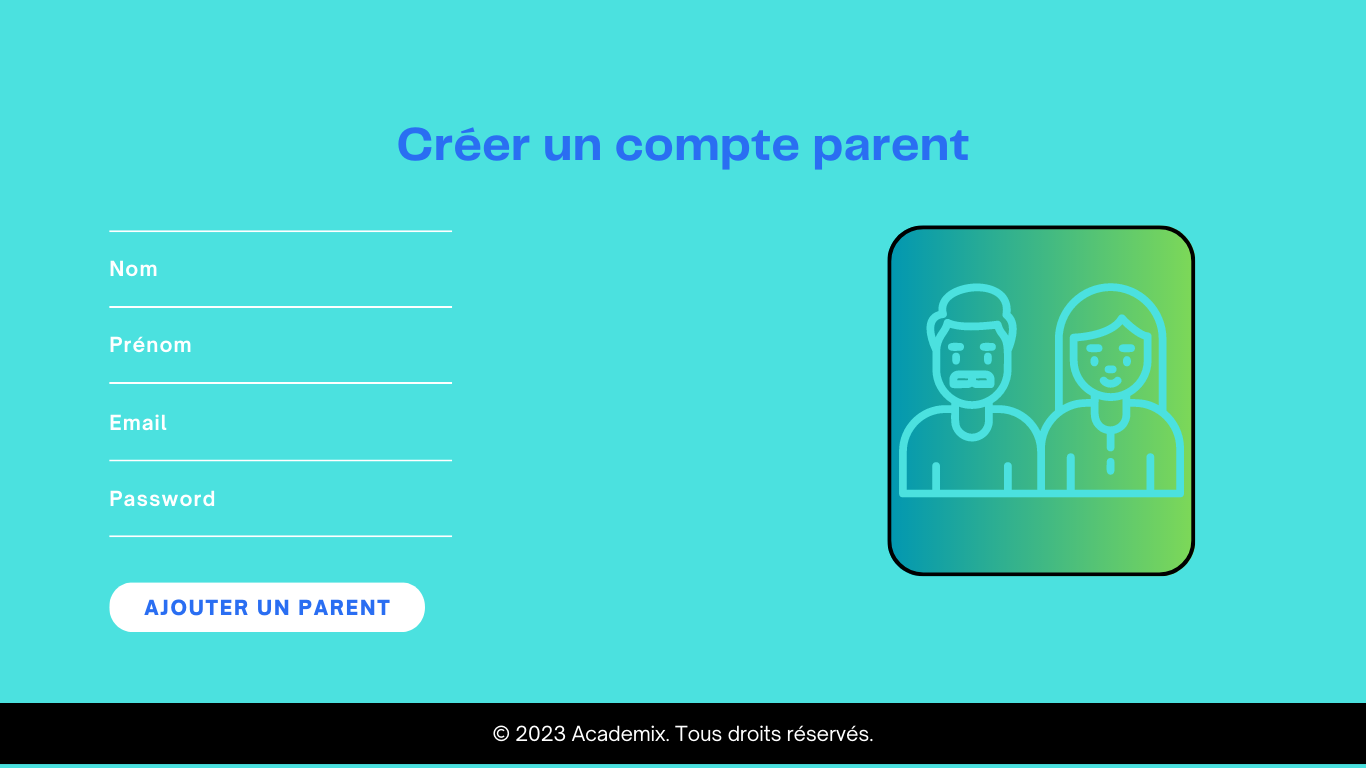 Créer un compte parent
Nom
Prénom
Email
Password
AJOUTER UN PARENT
© 2023 Academix. Tous droits réservés.